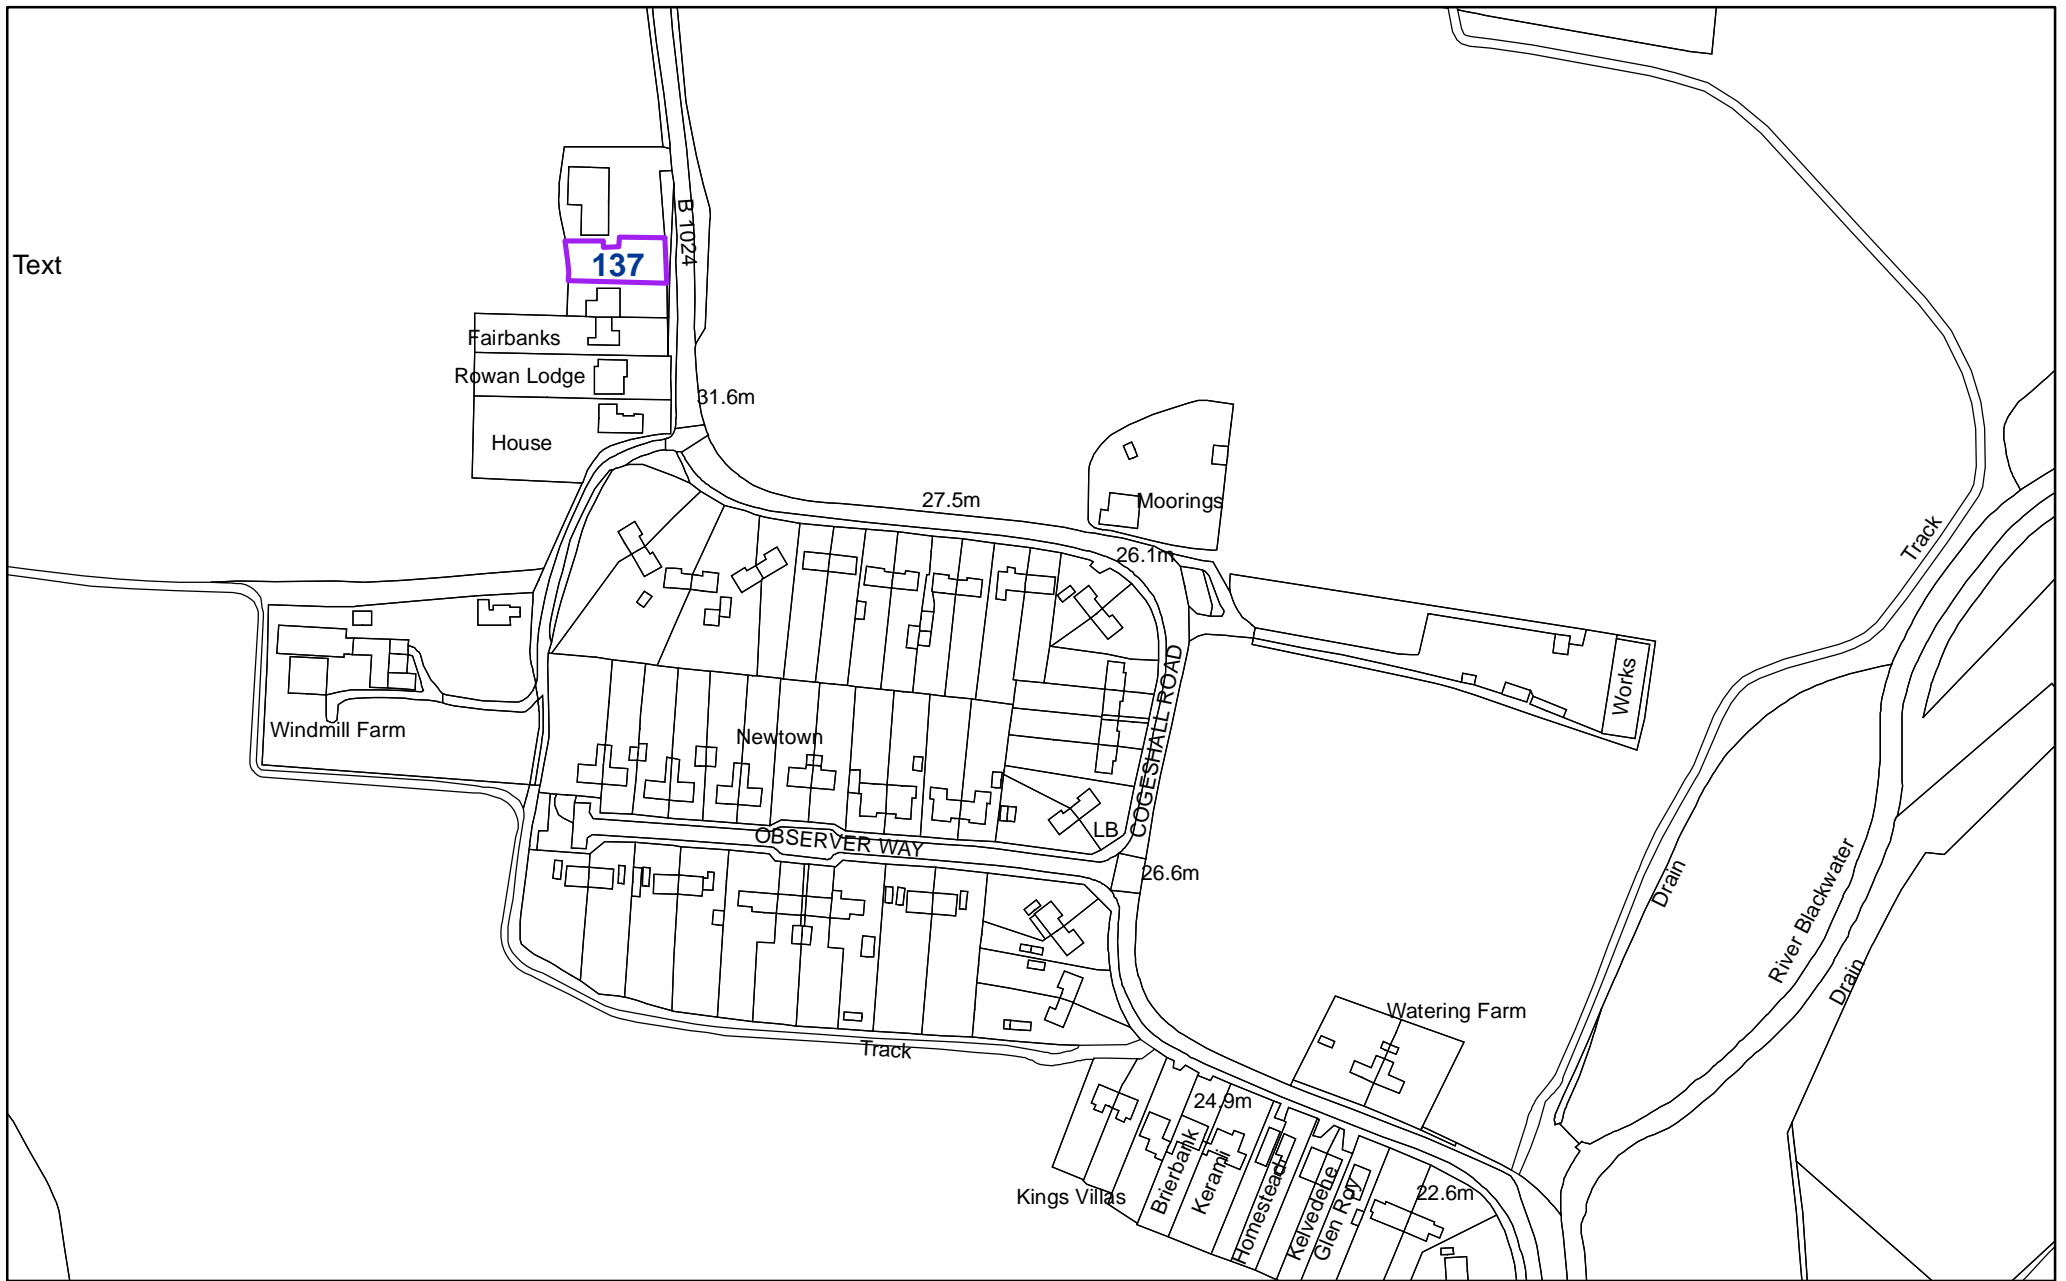 B 1024
Text
137
Fairbanks
Rowan Lodge
31.6m
House
27.5m
Moorings
26.1m
Track
Works
Windmill Farm
Newtown
COGESHALL ROAD
LB
OBSERVER WAY
26.6m
Drain
River Blackwater
Drain
Watering Farm
Track
24.9m
Kings Villas
Brierbank
Kerami
Homestead
Kelvedene
Glen Roy
22.6m